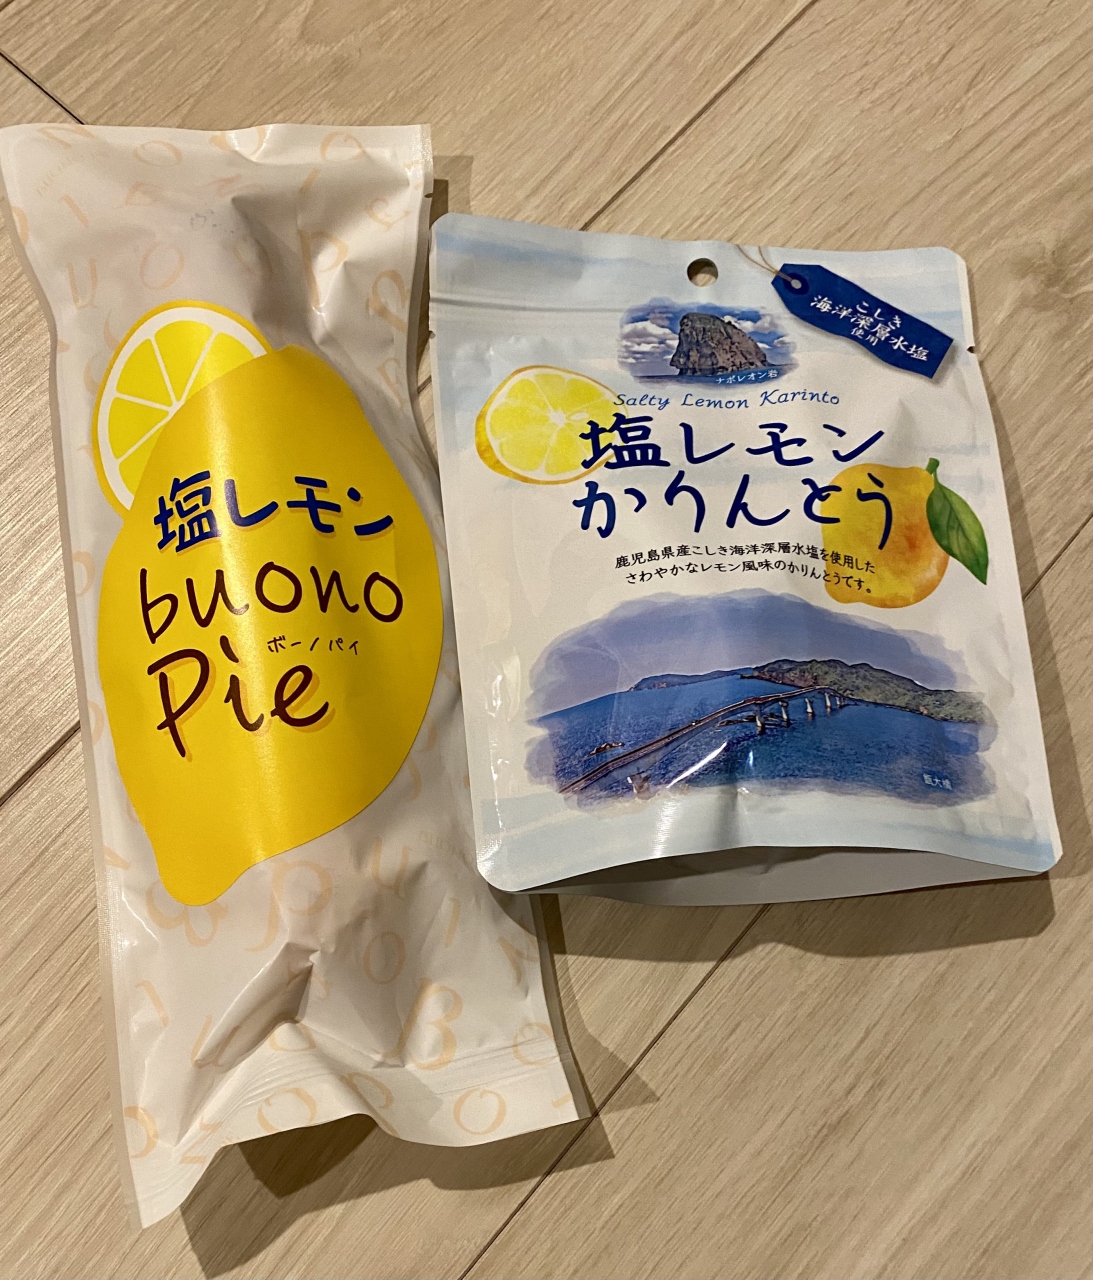 塩レモン
buono
Pie
ボーノパイ
こしき
海洋深層水塩
使用
ナポレオン岩
Salty Lemon Karinto
塩レモン
かりんとう
鹿児島県産こしき海洋深層水塩を使用した
さわやかなレモン風味のかりんとうです。